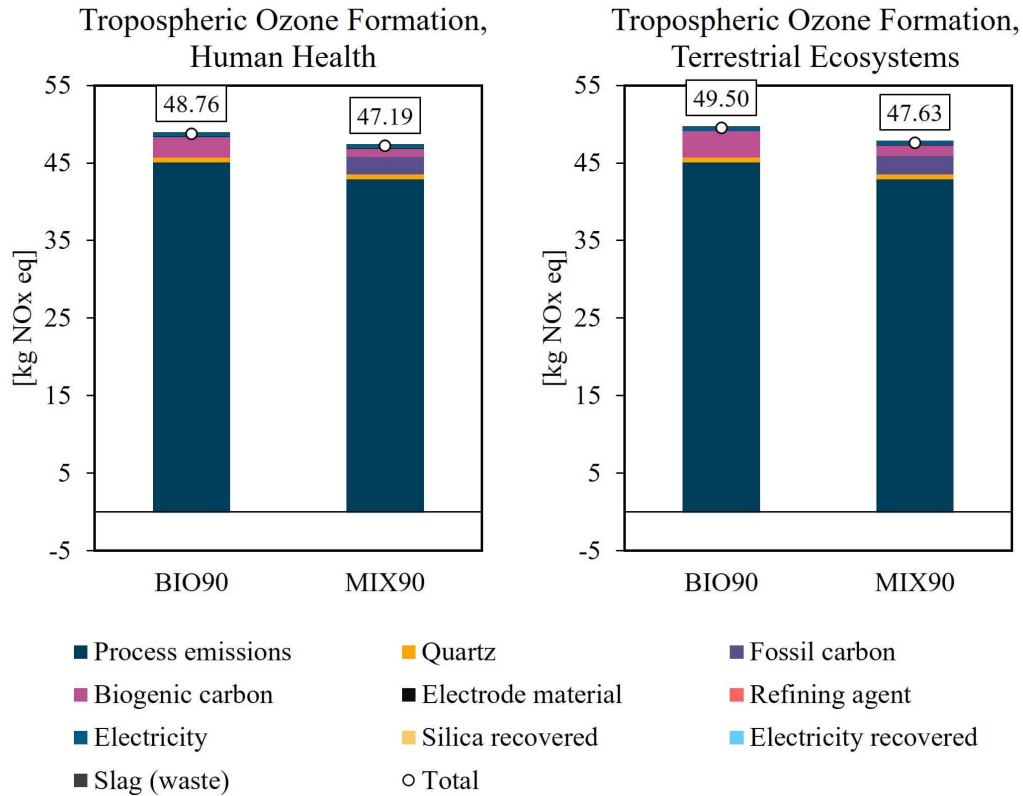 Tropospheric Ozone Formation,
Human Health
55
45
35
25
15
5
-5
[kg NOx eq]
48.76
47.19
BIO90
MIX90
Tropospheric Ozone Formation,
Terrestrial Ecosystems
55
45
35
25
15
5
-5
[kg NOx eq]
49.50
47.63
BIO90
MIX90
Process emissions
Quartz
Fossil carbon
Biogenic carbon
Electrode material
Refining agent
Electricity
Silica recovered
Electricity recovered
Slag (waste)
Total